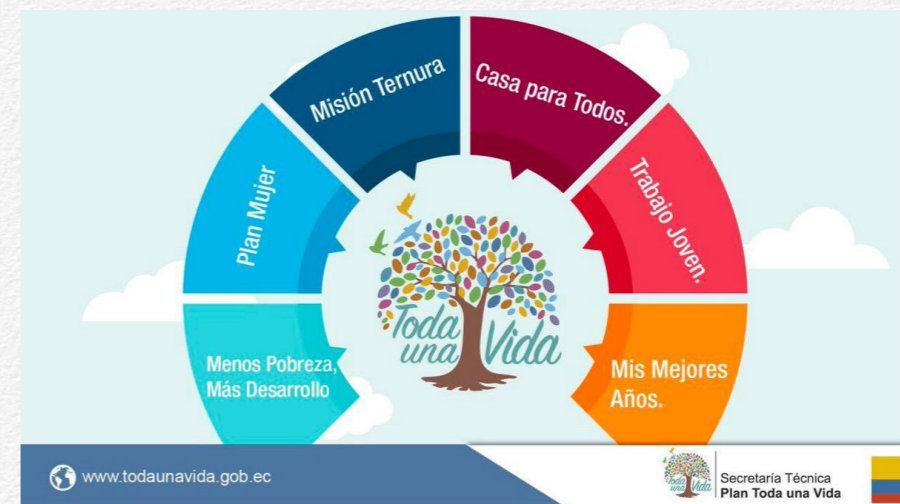 Misión Ternura
Casa para Todos.
Plan Mujer
Trabajo Joven.
Toda
una Vida
Menos Pobreza,
Más Desarrollo
Mis Mejores
Años.
www.todaunavida.gob.ec
Toda
una Vida
Secretaría Técnica
Plan Toda una Vida